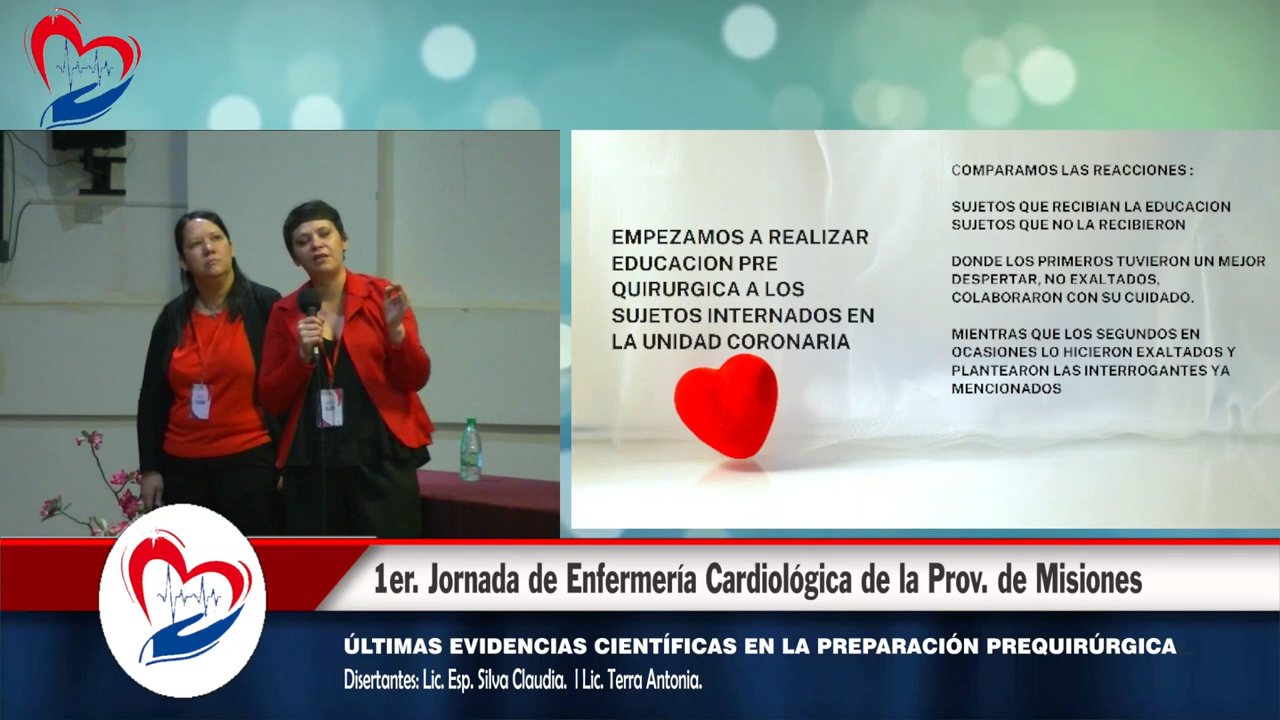 EMPEZAMOS A REALIZAR
EDUCACION PRE
QUIRURGICA A LOS
SUJETOS INTERNADOS EN
LA UNIDAD CORONARIA
COMPARAMOS LAS REACCIONES :
SUJETOS QUE RECIBIAN LA EDUCACION
SUJETOS QUE NO LA RECIBIERON
DONDE LOS PRIMEROS TUVIERON UN MEJOR
DESPERTAR, NO EXALTADOS,
COLABORARON CON SU CUIDADO.
MIENTRAS QUE LOS SEGUNDOS EN
OCASIONES LO HICIERON EXALTADOS Y
PLANTEARON LAS INTERROGANTES YA
MENCIONADOS
1er. Jornada de Enfermería Cardiológica de la Prov. de Misiones
ÚLTIMAS EVIDENCIAS CIENTÍFICAS EN LA PREPARACIÓN PREQUIRÚRGICA
Disertantes: Lic. Esp. Silva Claudia. I Lic. Terra Antonia.